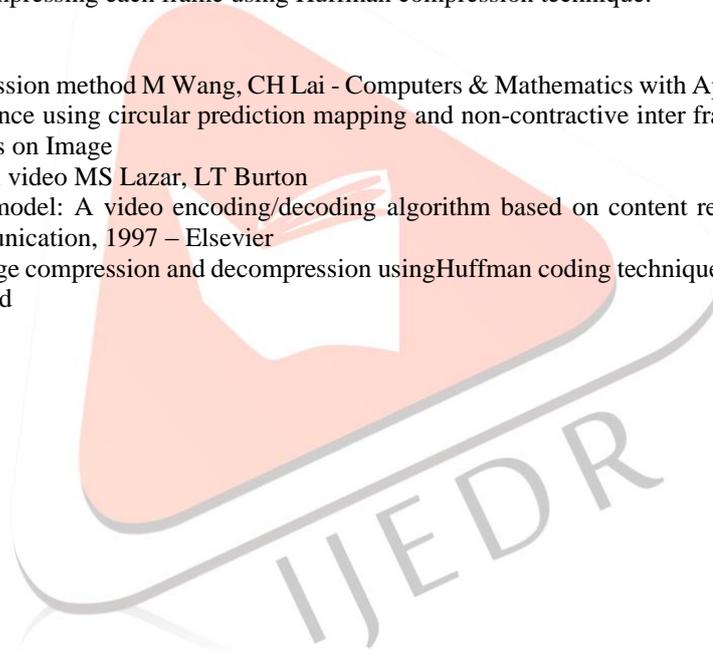 mpressing each frame using Huffman compression technique.
ssion method M Wang, CH Lai - Computers & Mathematics with A
nce using circular prediction mapping and non-contractive inter fra
s on Image
video MS Lazar, LT Burton
model: A video encoding/decoding algorithm based on content re
unication, 1997 – Elsevier
ge compression and decompression usingHuffman coding technique
d
IJEDR